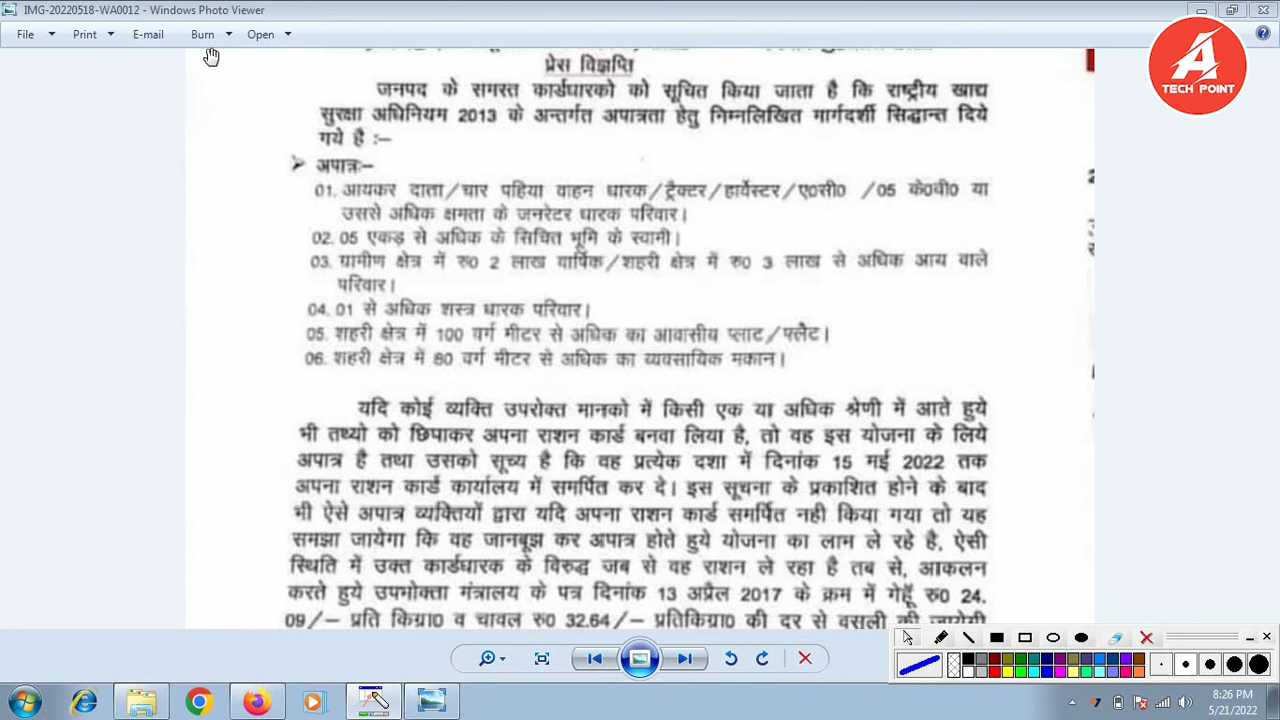 IMG-20220518-WA0012 - Windows Photo Viewer
File Print E-mail Burn Open
A
TECH POINT
प्रेस विज्ञप्ति
जनपद के समस्त कार्डधारको को सूचित किया जाता है कि राष्ट्रीय खाद्य
सुरक्षा अधिनियम 2013 के अन्तर्गत अपात्रता हेतु निम्नलिखित मार्गदर्शी सिद्धान्त दिये
गये है :–
➢ अपात्रः–
01. आयकर दाता/चार पहिया वाहन धारक/ट्रैक्टर/हार्वेस्टर/ए0सी0 /05 के0वी0 या
उससे अधिक क्षमता के जनरेटर धारक परिवार।
02. 05 एकड़ से अधिक के सिंचित भूमि के स्वामी।
03. ग्रामीण क्षेत्र में रु0 2 लाख वार्षिक/शहरी क्षेत्र में रु0 3 लाख से अधिक आय वाले
परिवार।
04. 01 से अधिक शस्त्र धारक परिवार।
05. शहरी क्षेत्र में 100 वर्ग मीटर से अधिक का आवासीय प्लाट/फ्लैट।
06. शहरी क्षेत्र में 80 वर्ग मीटर से अधिक का व्यवसायिक मकान।
यदि कोई व्यक्ति उपरोक्त मानको में किसी एक या अधिक श्रेणी में आते हुये
भी तथ्यो को छिपाकर अपना राशन कार्ड बनवा लिया है, तो वह इस योजना के लिये
अपात्र है तथा उसको सूच्य है कि वह प्रत्येक दशा में दिनांक 15 मई 2022 तक
अपना राशन कार्ड कार्यालय में समर्पित कर दे। इस सूचना के प्रकाशित होने के बाद
भी ऐसे अपात्र व्यक्तियों द्वारा यदि अपना राशन कार्ड समर्पित नही किया गया तो यह
समझा जायेगा कि वह जानबूझ कर अपात्र होते हुये योजना का लाभ ले रहे है, ऐसी
स्थिति में उक्त कार्डधारक के विरुद्ध जब से वह राशन ले रहा है तब से, आकलन
करते हुये उपभोक्ता मंत्रालय के पत्र दिनांक 13 अप्रैल 2017 के क्रम में गेहूँ रु0 24.
09/– प्रति किग्रा0 व चावल रु0 32.64/– प्रतिकिग्रा0 की दर से वसूली की जायेगी
8:26 PM
5/21/2022